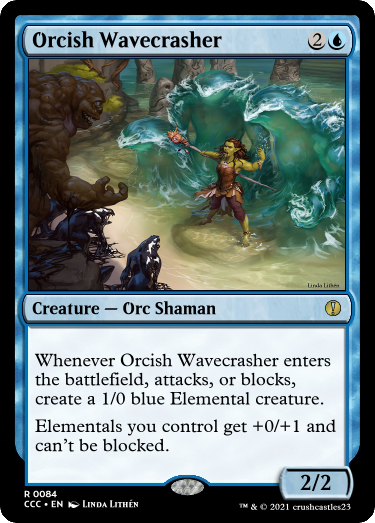 Orcish Wavecrasher 2
Linda Lithén
Creature — Orc Shaman
Whenever Orcish Wavecrasher enters
the battlefield, attacks, or blocks,
create a 1/0 blue Elemental creature.
Elementals you control get +0/+1 and
can't be blocked.
2/2
R 0084
CCC • EN Linda Lithén
™ & © 2021 crushcastles23